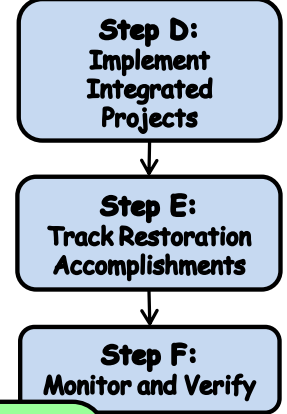 Step D:
Implement
Integrated
Projects
Step E:
Track Restoration
Accomplishments
Step F:
Monitor and Verify